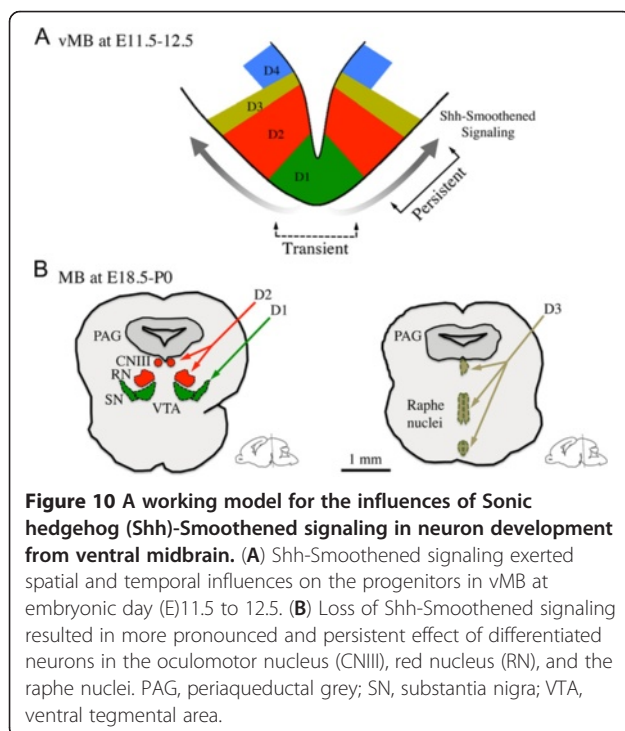 A vMB at E11.5-12.5
D4
D3
D2
D1
Shh-Smoothened
Signaling
Persistent
Transient
B MB at E18.5-P0
D2
D1
PAG
CNIII
RN
SN
VTA
D3
PAG
Raphe
nuclei
1 mm
Figure 10 A working model for the influences of Sonic
hedgehog (Shh)-Smoothened signaling in neuron development
from ventral midbrain. (A) Shh-Smoothened signaling exerted
spatial and temporal influences on the progenitors in vMB at
embryonic day (E)11.5 to 12.5. (B) Loss of Shh-Smoothened signaling
resulted in more pronounced and persistent effect of differentiated
neurons in the oculomotor nucleus (CNIII), red nucleus (RN), and the
raphe nuclei. PAG, periaqueductal grey; SN, substantia nigra; VTA,
ventral tegmental area.